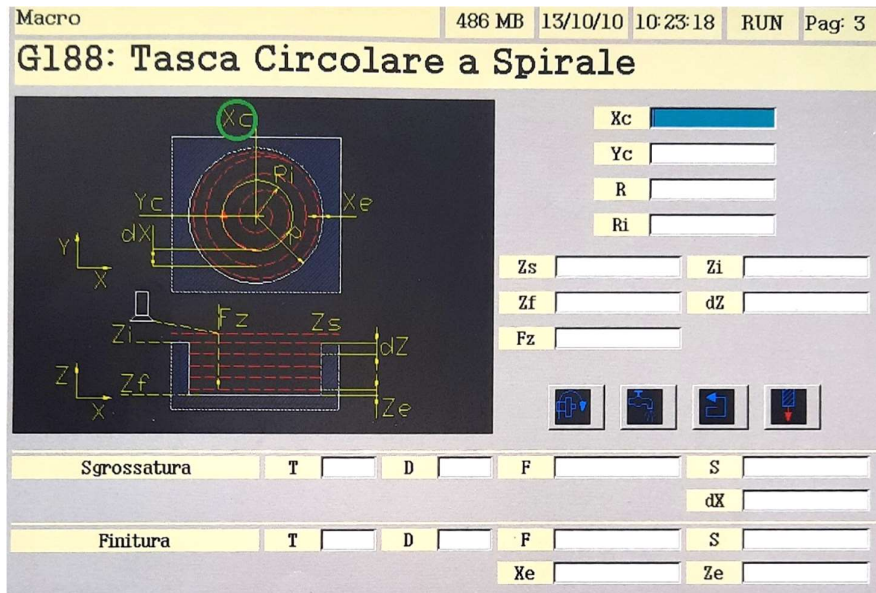 Macro 486 MB 13/10/10 10:23:18 RUN Pag: 3
G188: Tasca Circolare a Spirale
Xc
Ri
Yc Xe
dX R
Y
X
Fz Zs
Zi
dZ
Z Zf
X Ze
Xc
Yc
R
Ri
Zs Zi
Zf dZ
Fz
Sgrossatura T D F S
dX
Finitura T D F S
Xe Ze